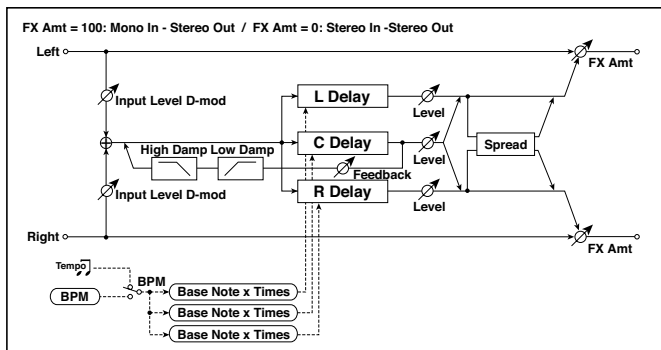 FX Amt = 100: Mono In - Stereo Out / FX Amt = 0: Stereo In -Stereo Out
Left
FX Amt
Input Level D-mod
L Delay
Level
High Damp Low Damp
C Delay
Level
Spread
Feedback
Input Level D-mod
R Delay
Level
Right
FX Amt
Tempo
BPM
BPM
Base Note x Times
Base Note x Times
Base Note x Times